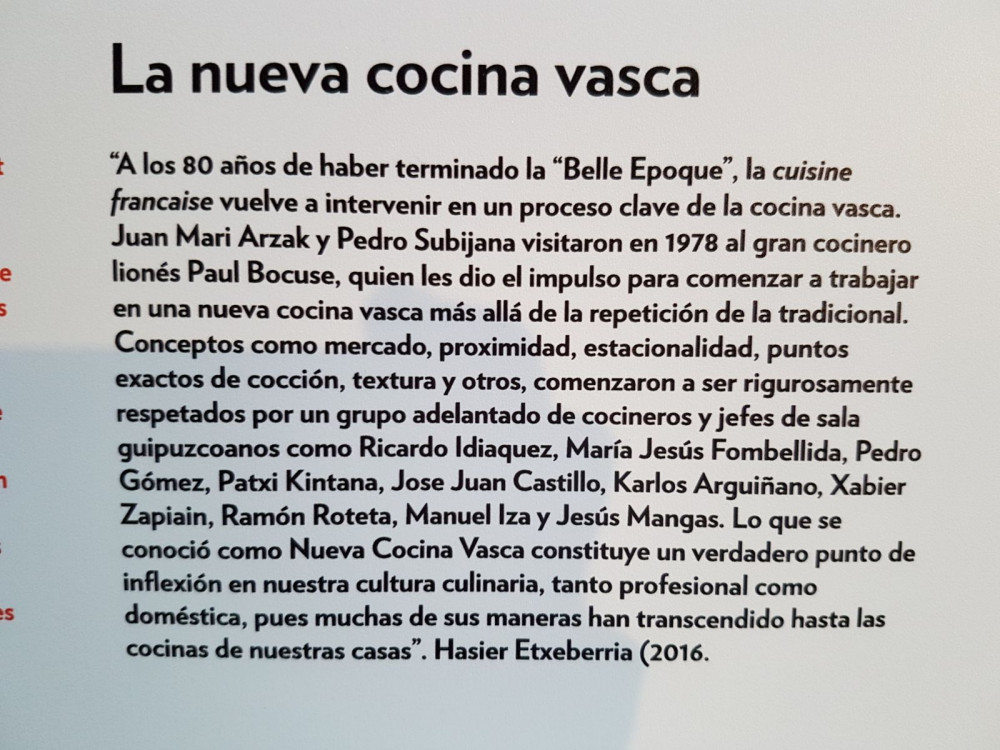 La nueva cocina vasca
“A los 80 años de haber terminado la “Belle Epoque”, la cuisine
francaise vuelve a intervenir en un proceso clave de la cocina vasca.
Juan Mari Arzak y Pedro Subijana visitaron en 1978 al gran cocinero
lionés Paul Bocuse, quien les dio el impulso para comenzar a trabajar
en una nueva cocina vasca más allá de la repetición de la tradicional.
Conceptos como mercado, proximidad, estacionalidad, puntos
exactos de cocción, textura y otros, comenzaron a ser rigurosamente
respetados por un grupo adelantado de cocineros y jefes de sala
guipuzcoanos como Ricardo Idiaquez, María Jesús Fombellida, Pedro
Gómez, Patxi Kintana, Jose Juan Castillo, Karlos Arguiñano, Xabier
Zapiain, Ramón Roteta, Manuel Iza y Jesús Mangas. Lo que se
conoció como Nueva Cocina Vasca constituye un verdadero punto de
inflexión en nuestra cultura culinaria, tanto profesional como
doméstica, pues muchas de sus maneras han transcendido hasta las
cocinas de nuestras casas”. Hasier Etxeberria (2016.